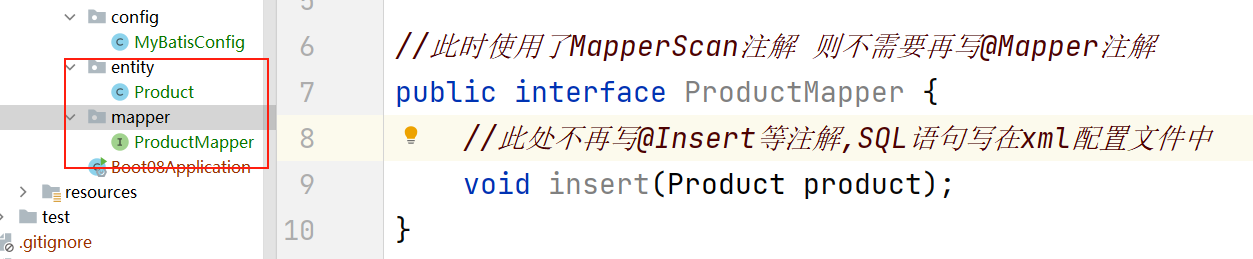 config
MyBatisConfig
entity
Product
mapper
ProductMapper
Boot08Application
resources
test
.gitignore
5
6 //此时使用了MapperScan注解 则不需要再写@Mapper注解
7 public interface ProductMapper {
8 //此处不再写@Insert等注解,SQL语句写在xml配置文件中
9 void insert(Product product);
10 }